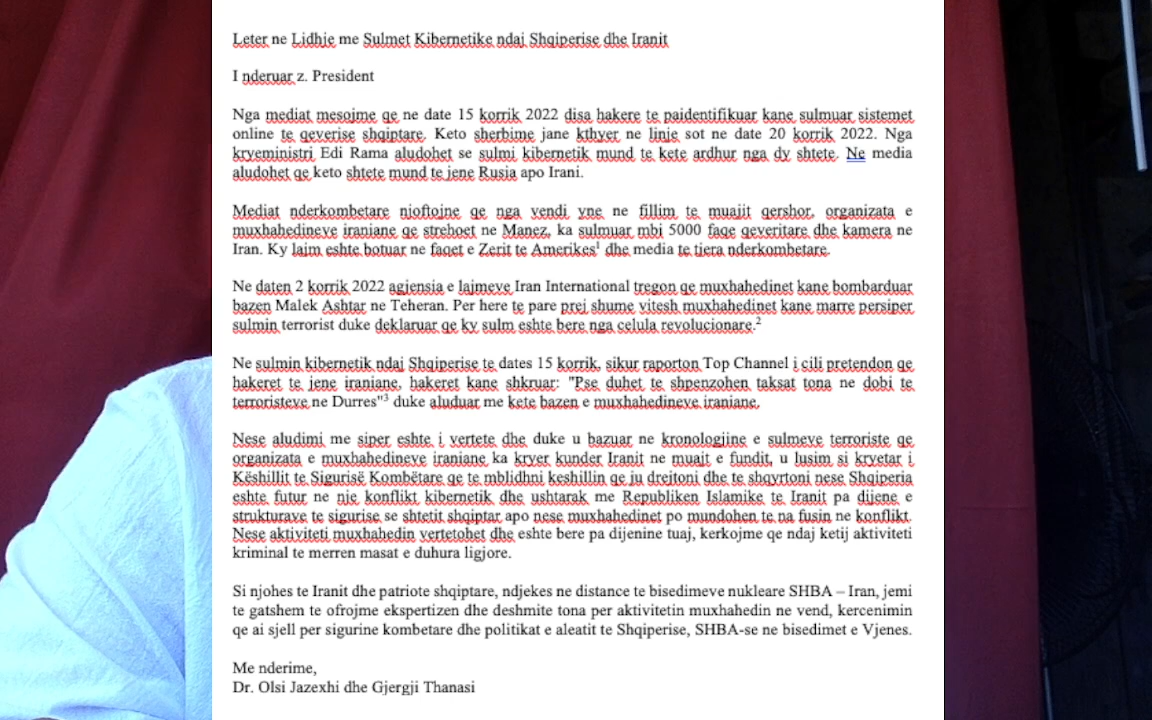 Leter ne Lidhje me Sulmet Kibernetike ndaj Shqiperise dhe Iranit
I nderuar z. President
Nga mediat mesojme qe ne date 15 korrik 2022 disa hakere te paidentifikuar kane sulmuar sistemet
online te qeverise shqiptare. Keto sherbime jane kthyer ne linje sot ne date 20 korrik 2022. Nga
kryeministri Edi Rama aludohet se sulmi kibernetik mund te kete ardhur nga dy shtete. Ne media
aludohet qe keto shtete mund te jene Rusia apo Irani.
Mediat nderkombetare njoftojne qe nga vendi yne ne fillim te muajit qershor, organizata e
muxhahedineve iraniane qe strehoet ne Manez, ka sulmuar mbi 5000 faqe qeveritare dhe kamera ne
Iran. Ky lajm eshte botuar ne faqet e Zerit te Amerikes¹ dhe media te tjera nderkombetare.
Ne daten 2 korrik 2022 agjensia e lajmeve Iran International tregon qe muxhahedinet kane bombarduar
bazen Malek Ashtar ne Teheran. Per here te pare prej shume vitesh muxhahedinet kane marre persiper
sulmin terrorist duke deklaruar qe ky sulm eshte bere nga celula revolucionare.²
Ne sulmin kibernetik ndaj Shqiperise te dates 15 korrik, sikur raporton Top Channel i cili pretendon qe
hakeret te jene iraniane, hakeret kane shkruar: "Pse duhet te shpenzohen taksat tona ne dobi te
terroristeve ne Durres"³ duke aluduar me kete bazen e muxhahedineve iraniane.
Nese aludimi me siper eshte i vertete dhe duke u bazuar ne kronologjine e sulmeve terroriste qe
organizata e muxhahedineve iraniane ka kryer kunder Iranit ne muajt e fundit, u lusim si kryetar i
Këshillit te Sigurisë Kombëtare qe te mblidhni keshillin qe ju drejtoni dhe te shqyrtoni nese Shqiperia
eshte futur ne nje konflikt kibernetik dhe ushtarak me Republiken Islamike te Iranit pa dijene e
strukturave te sigurise se shtetit shqiptar apo nese muxhahedinet po mundohen te na fusin ne konflikt.
Nese aktiviteti muxhahedin vertetohet dhe eshte bere pa dijenine tuaj, kerkojme qe ndaj ketij aktiviteti
kriminal te merren masat e duhura ligjore.
Si njohes te Iranit dhe patriote shqiptare, ndjekes ne distance te bisedimeve nukleare SHBA – Iran, jemi
te gatshem te ofrojme ekspertizen dhe deshmite tona per aktivitetin muxhahedin ne vend, kercenimin
qe ai sjell per sigurine kombetare dhe politikat e aleatit te Shqiperise, SHBA-se ne bisedimet e Vjenes.
Me nderime,
Dr. Olsi Jazexhi dhe Gjergji Thanasi